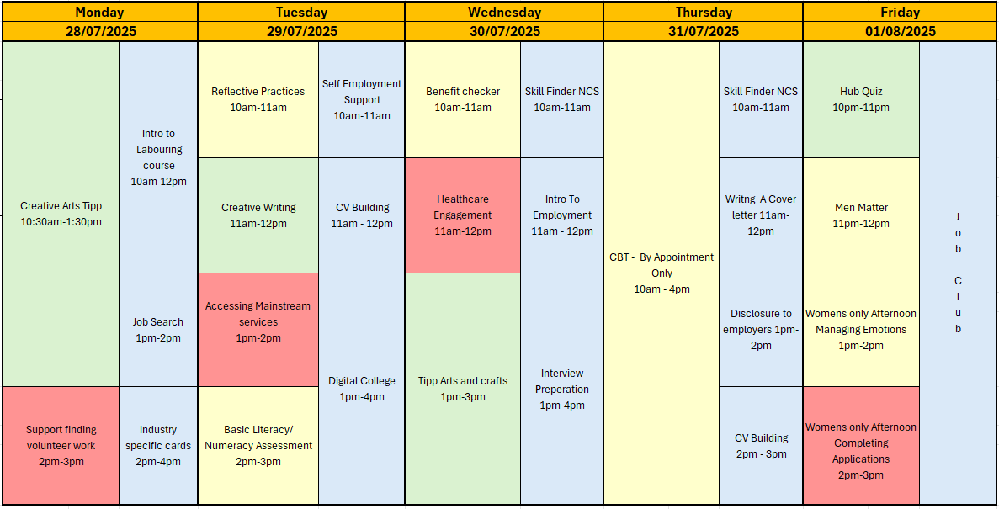 Monday
Tuesday
Wednesday
Thursday
Friday
28/07/2025
29/07/2025
30/07/2025
31/07/2025
01/08/2025
Creative Arts Tipp
10:30am-1:30pm
Support finding
volunteer work
2pm-3pm
Intro to
Labouring
course
10am 12pm
Job Search
1pm-2pm
Industry
specific cards
2pm-4pm
Reflective Practices
10am-11am
Creative Writing
11am-12pm
Accessing Mainstream
services
1pm-2pm
Basic Literacy/
Numeracy Assessment
2pm-3pm
Self Employment
Support
10am-11am
CV Building
11am - 12pm
Digital College
1pm-4pm
Benefit checker
10am-11am
Healthcare
Engagement
11am-12pm
Tipp Arts and crafts
1pm-3pm
Skill Finder NCS
10am-11am
Intro To
Employment
11am - 12pm
Interview
Preperation
1pm-4pm
CBT - By Appointment
Only
10am - 4pm
Skill Finder NCS
10am-11am
Writng A Cover
letter 11am-
12pm
Disclosure to
employers 1pm-
2pm
CV Building
2pm - 3pm
Hub Quiz
10pm-11pm
Men Matter
11pm-12pm
Womens only Afternoon
Managing Emotions
1pm-2pm
Womens only Afternoon
Completing
Applications
2pm-3pm
J
o
b
C
l
u
b